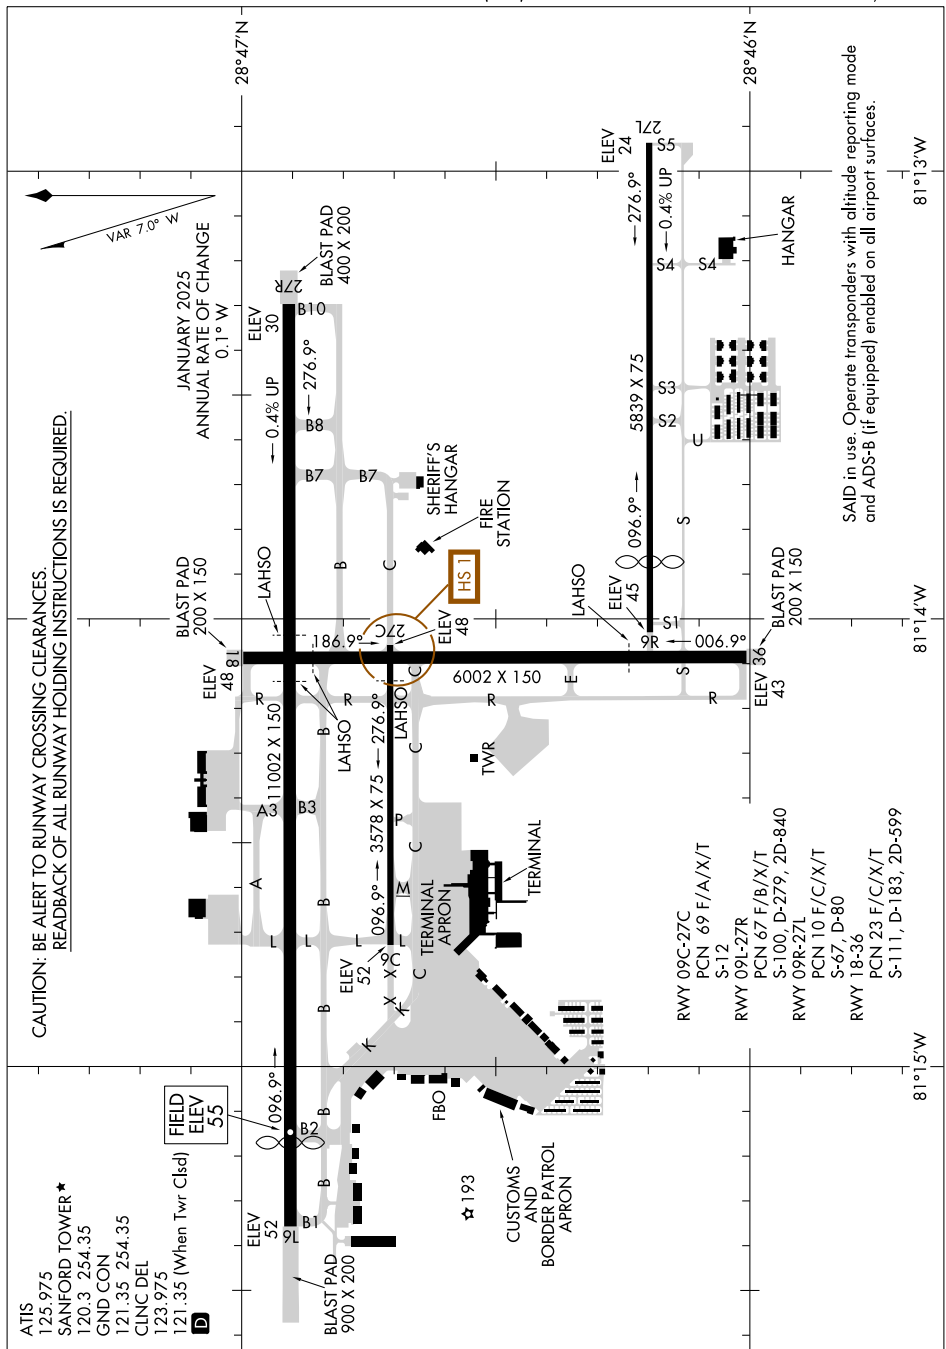 ATIS
125.975
SANFORD TOWER★
120.3 254.35
GND CON
121.35 254.35
CLNC DEL
123.975
121.35 (When Twr Clsd)
D
CAUTION: BE ALERT TO RUNWAY CROSSING CLEARANCES.
READBACK OF ALL RUNWAY HOLDING INSTRUCTIONS IS REQUIRED.
JANUARY 2025
ANNUAL RATE OF CHANGE
0.1° W
VAR 7.0° W
28°47'N
28°46'N
81°15'W
81°14'W
81°13'W
FIELD
ELEV
55
ELEV
52
9L
BLAST PAD
900 X 200
096.9°
B1
B2
B
B
B
B
B
B
11002 X 150
A
A3
B3
L
L
L
L
R
R
R
R
ELEV
48
18
BLAST PAD
200 X 150
LAHSO
LAHSO
186.9°
B7
B7
B8
B10
0.4% UP
276.9°
ELEV
30
27R
BLAST PAD
400 X 200
ELEV
52
9C
096.9°
3578 X 75
276.9°
LAHSO
27C
ELEV
48
HS 1
X
X
K
K
M
P
C
C
C
C
C
SHERIFF'S
HANGAR
FIRE
STATION
TERMINAL
APRON
TERMINAL
TWR
FBO
193
CUSTOMS
AND
BORDER PATROL
APRON
6002 X 150
E
LAHSO
006.9°
36
ELEV
43
BLAST PAD
200 X 150
ELEV
45
9R
096.9°
5839 X 75
276.9°
0.4% UP
ELEV
24
27L
S
S
S1
S2
S3
S4
S4
S5
U
HANGAR
RWY 09C-27C
PCN 69 F/A/X/T
S-12
RWY 09L-27R
PCN 67 F/B/X/T
S-100, D-279, 2D-840
RWY 09R-27L
PCN 10 F/C/X/T
S-67, D-80
RWY 18-36
PCN 23 F/C/X/T
S-111, D-183, 2D-599
SAID in use. Operate transponders with altitude reporting mode
and ADS-B (if equipped) enabled on all airport surfaces.